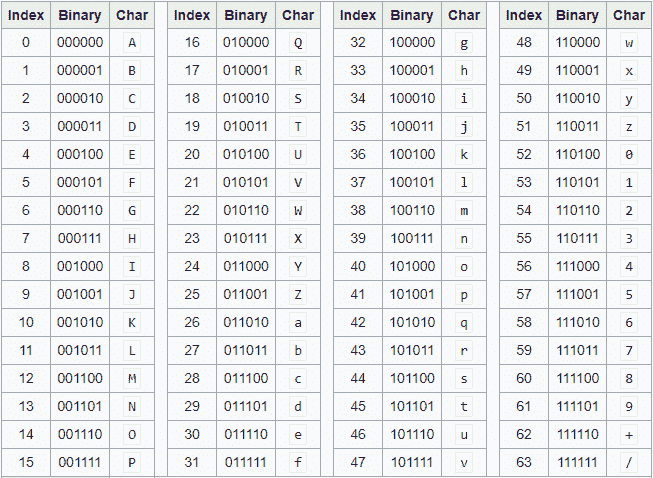 Index Binary Char Index Binary Char Index Binary Char Index Binary Char
0 000000 A 16 010000 Q 32 100000 g 48 110000 w
1 000001 B 17 010001 R 33 100001 h 49 110001 x
2 000010 C 18 010010 S 34 100010 i 50 110010 y
3 000011 D 19 010011 T 35 100011 j 51 110011 z
4 000100 E 20 010100 U 36 100100 k 52 110100 0
5 000101 F 21 010101 V 37 100101 l 53 110101 1
6 000110 G 22 010110 W 38 100110 m 54 110110 2
7 000111 H 23 010111 X 39 100111 n 55 110111 3
8 001000 I 24 011000 Y 40 101000 o 56 111000 4
9 001001 J 25 011001 Z 41 101001 p 57 111001 5
10 001010 K 26 011010 a 42 101010 q 58 111010 6
11 001011 L 27 011011 b 43 101011 r 59 111011 7
12 001100 M 28 011100 c 44 101100 s 60 111100 8
13 001101 N 29 011101 d 45 101101 t 61 111101 9
14 001110 O 30 011110 e 46 101110 u 62 111110 +
15 001111 P 31 011111 f 47 101111 v 63 111111 /